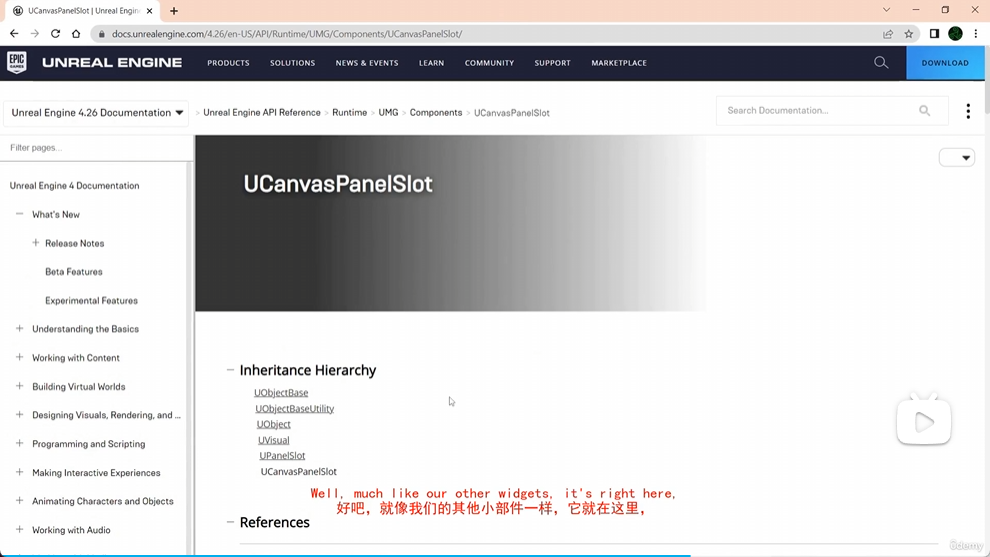 UCanvasPanelSlot | Unreal Engin
docs.unrealengine.com/4.26/en-US/API/Runtime/UMG/Components/UCanvasPanelSlot/
EPIC GAMES
UNREAL ENGINE
PRODUCTS
SOLUTIONS
NEWS & EVENTS
LEARN
COMMUNITY
SUPPORT
MARKETPLACE
DOWNLOAD
Unreal Engine 4.26 Documentation
> Unreal Engine API Reference > Runtime > UMG > Components > UCanvasPanelSlot
Search Documentation...
Filter pages...
Unreal Engine 4 Documentation
What's New
Release Notes
Beta Features
Experimental Features
Understanding the Basics
Working with Content
Building Virtual Worlds
Designing Visuals, Rendering, and ...
Programming and Scripting
Making Interactive Experiences
Animating Characters and Objects
Working with Audio
UCanvasPanelSlot
Inheritance Hierarchy
UObjectBase
UObjectBaseUtility
UObject
UVisual
UPanelSlot
UCanvasPanelSlot
References
Well, much like our other widgets, it's right here,
好吧，就像我们的其他小部件一样，它就在这里，
ûdemy